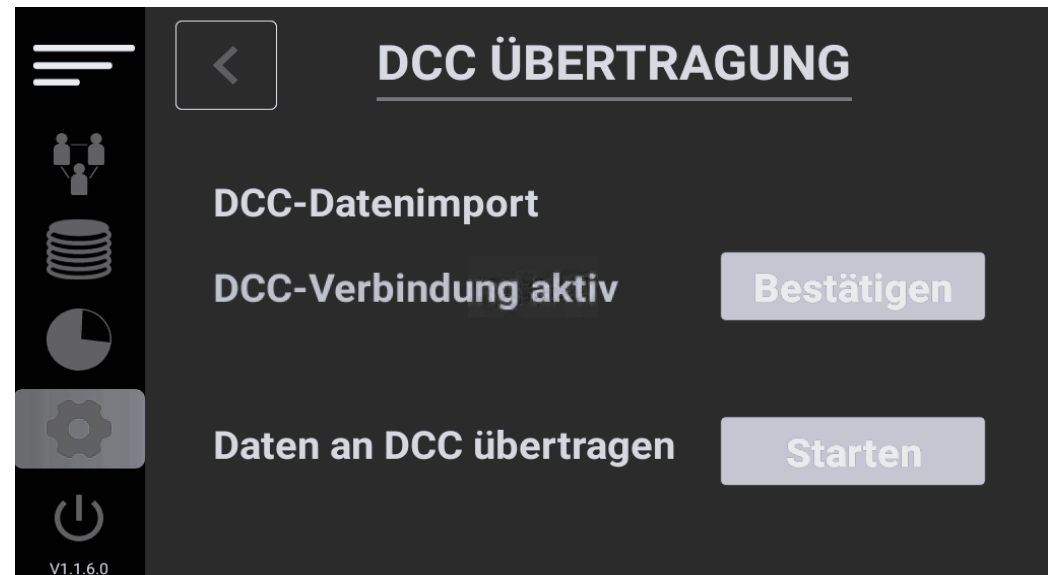 DCC ÜBERTRAGUNG
DCC-Datenimport
DCC-Verbindung aktiv
Bestätigen
Daten an DCC übertragen
Starten
V1.1.6.0